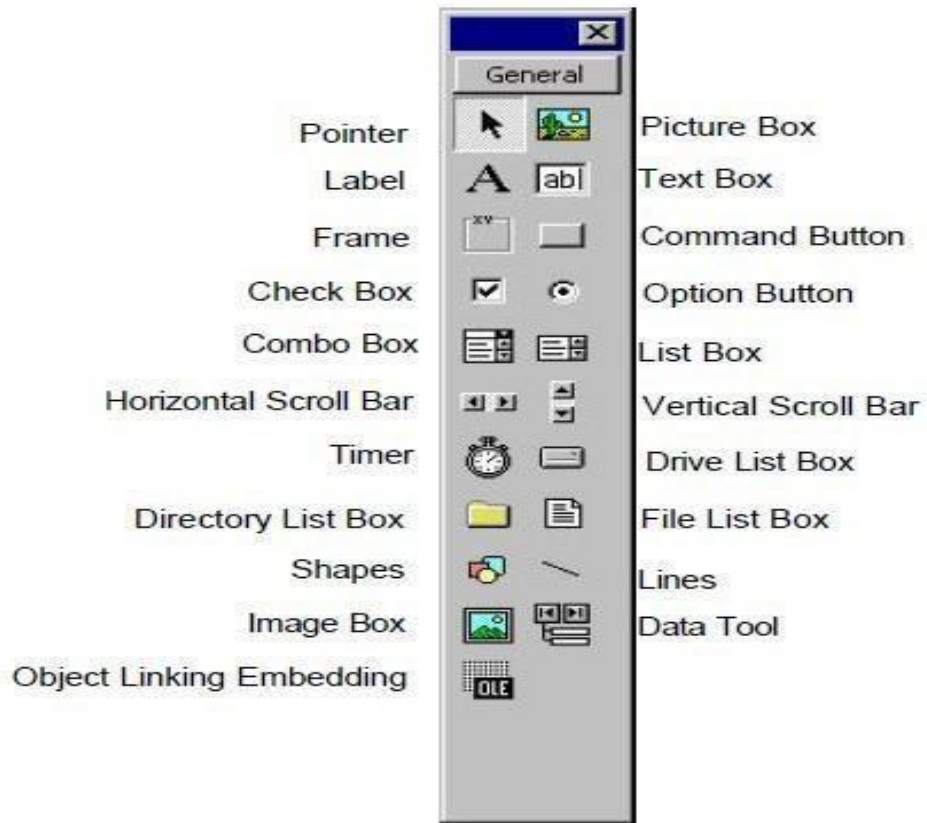 General
Pointer
Picture Box
Label
A
ab
Text Box
Frame
XY
Command Button
Check Box
Option Button
Combo Box
List Box
Horizontal Scroll Bar
Vertical Scroll Bar
Timer
Drive List Box
Directory List Box
File List Box
Shapes
Lines
Image Box
Data Tool
Object Linking Embedding
OLE